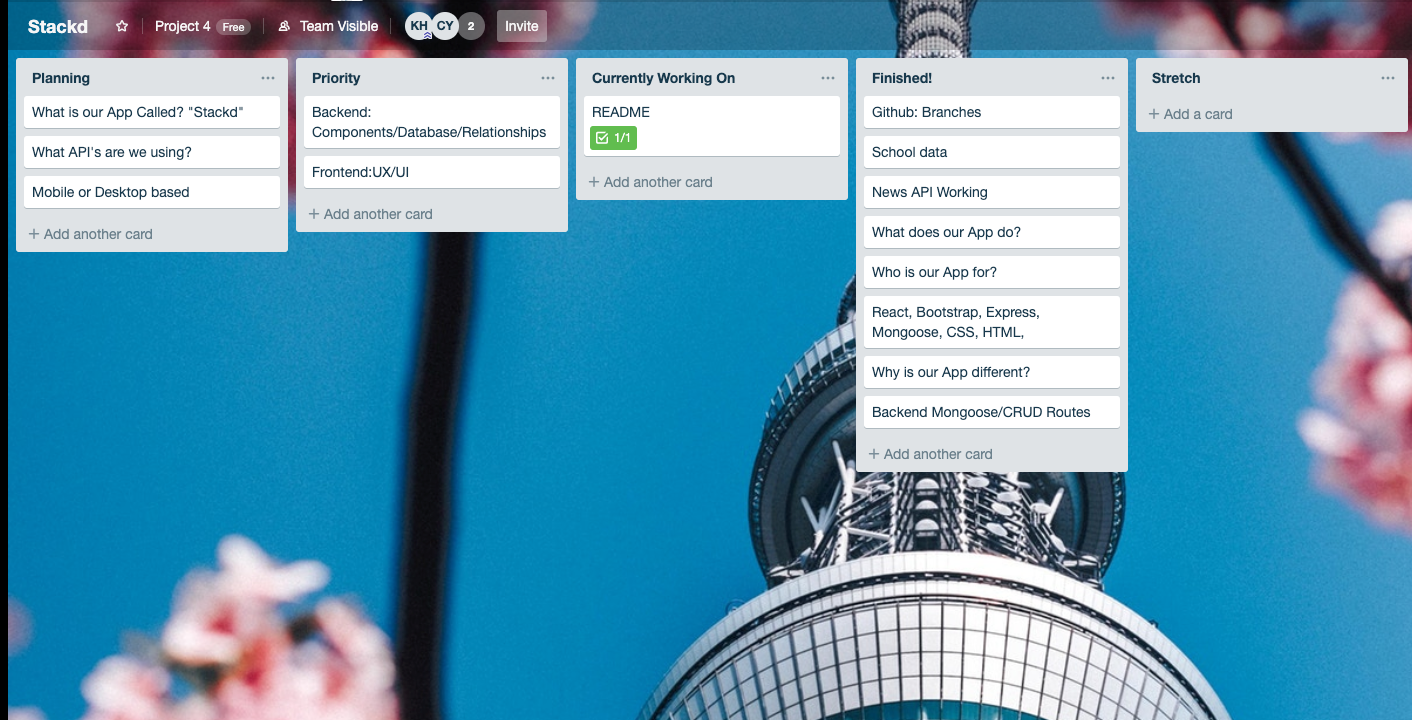 Stackd Project 4 Free Team Visible KH CY 2 Invite
Planning
What is our App Called? "Stackd"
What API's are we using?
Mobile or Desktop based
+ Add another card
Priority
Backend:
Components/Database/Relationships
Frontend:UX/UI
+ Add another card
Currently Working On
README
1/1
+ Add another card
Finished!
Github: Branches
School data
News API Working
What does our App do?
Who is our App for?
React, Bootstrap, Express,
Mongoose, CSS, HTML,
Why is our App different?
Backend Mongoose/CRUD Routes
+ Add another card
Stretch
+ Add a card